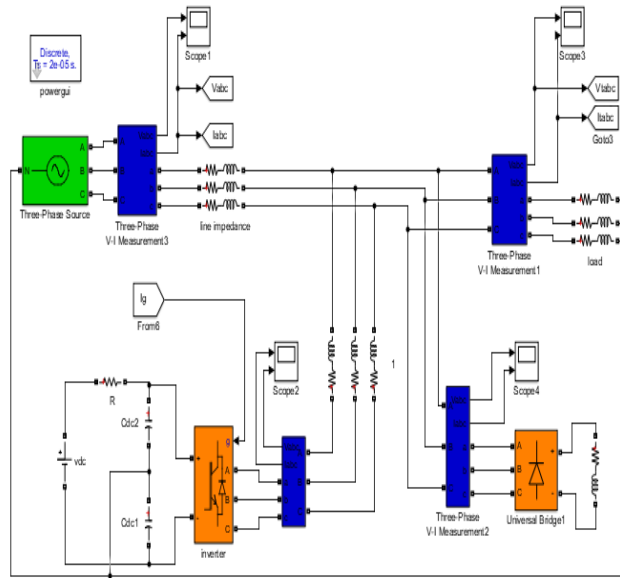 Discrete,
Ts = 2e-05 s.
powergui
Scope1
Scope3
Vabc
Iabc
Vtabc
Itabc
Goto3
N
A
B
C
Three-Phase Source
Three-Phase
V-I Measurement3
line impedance
A
B
C
Three-Phase
V-I Measurement1
load
Ig
From6
Scope2
1
Scope4
R
Cdc2
vdc
Cdc1
+
-
g
A
B
C
inverter
A
B
C
+
-
Three-Phase
V-I Measurement2
Universal Bridge1